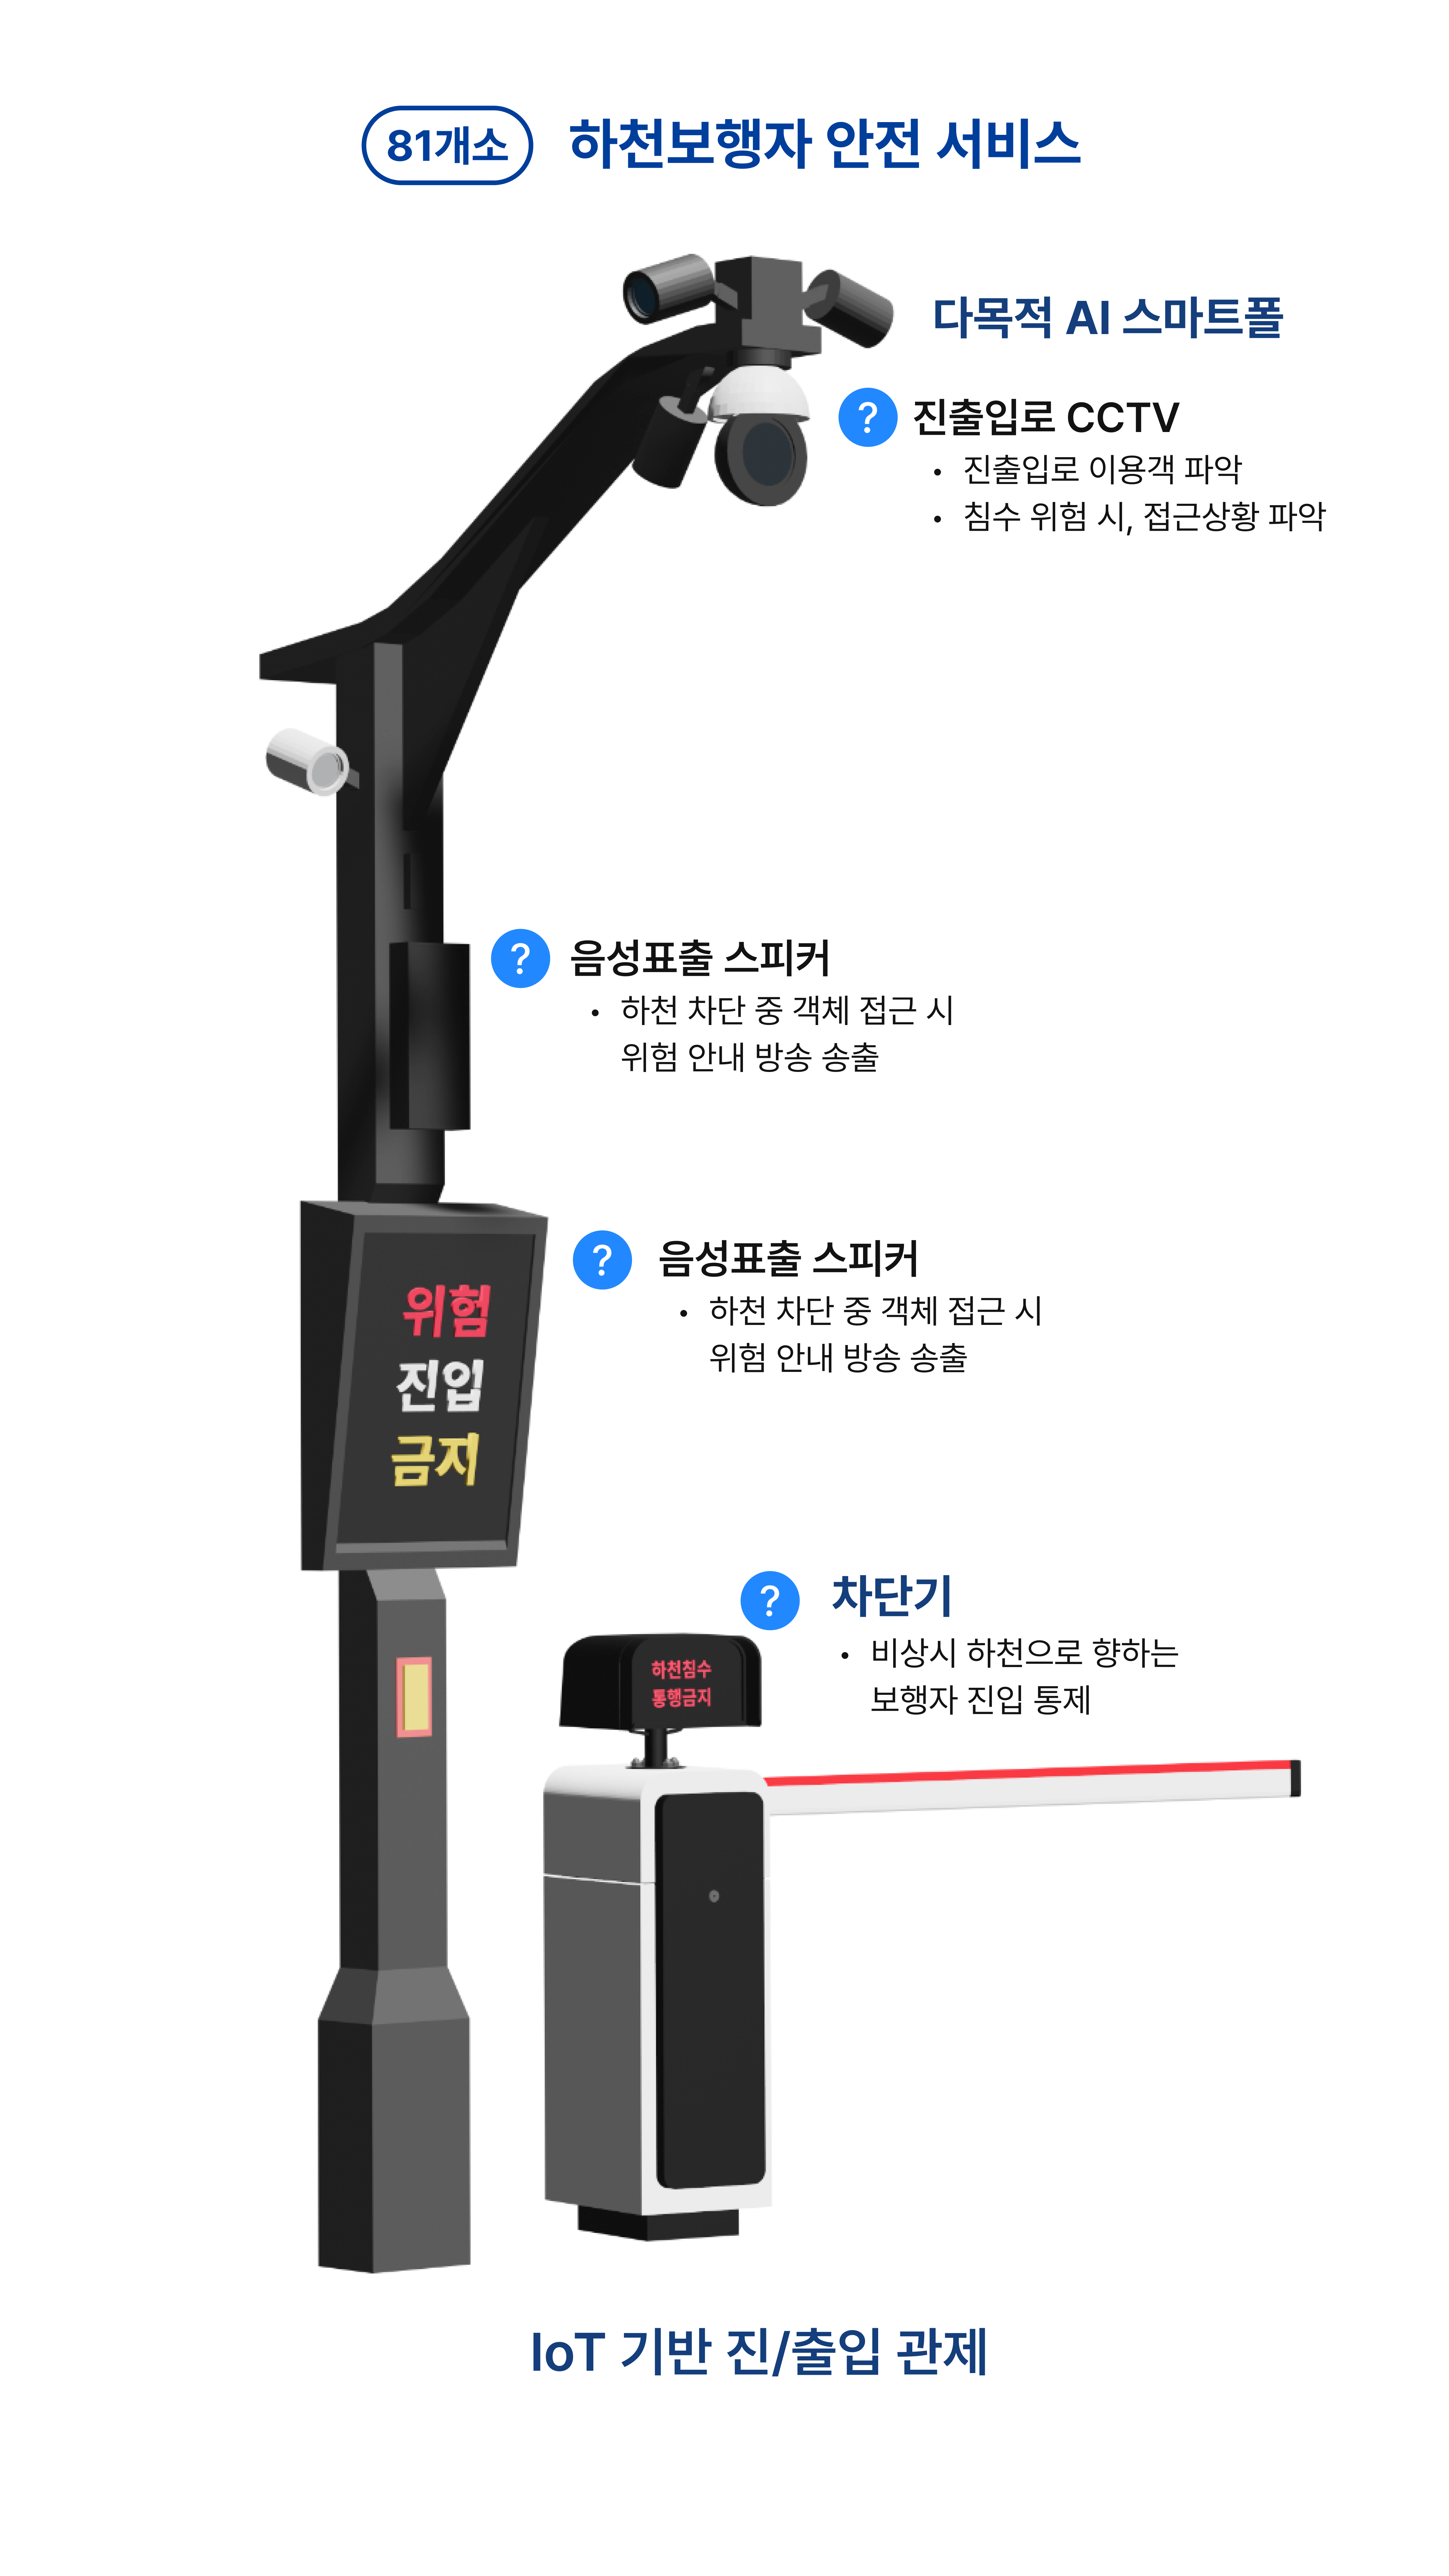 81개소 하천보행자 안전 서비스
다목적 AI 스마트폴
? 진출입로 CCTV
• 진출입로 이용객 파악
• 침수 위험 시, 접근상황 파악
? 음성표출 스피커
• 하천 차단 중 객체 접근 시
위험 안내 방송 송출
? 음성표출 스피커
• 하천 차단 중 객체 접근 시
위험 안내 방송 송출
위험
진입
금지
? 차단기
• 비상시 하천으로 향하는
보행자 진입 통제
하천침수
통행금지
IoT 기반 진/출입 관제